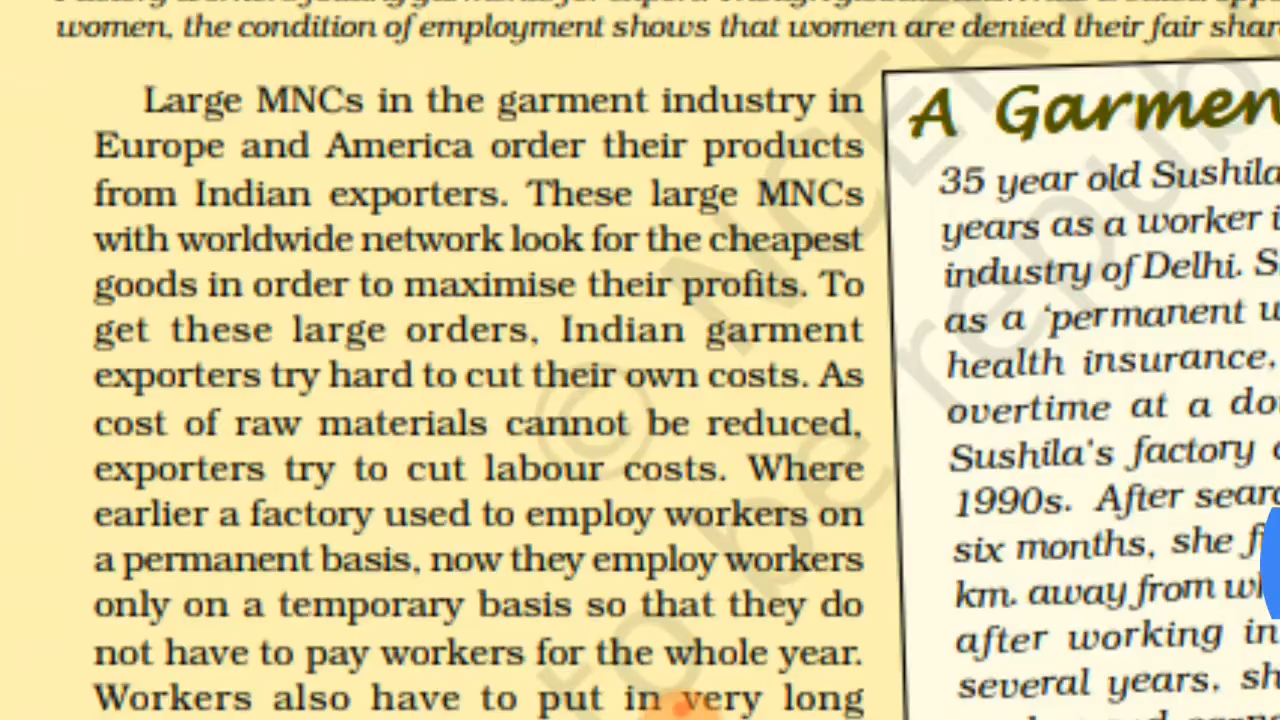 women, the condition of employment shows that women are denied their fair
Large MNCs in the garment industry in
Europe and America order their products
from Indian exporters. These large MNCs
with worldwide network look for the cheapest
goods in order to maximise their profits. To
get these large orders, Indian garment
exporters try hard to cut their own costs. As
cost of raw materials cannot be reduced,
exporters try to cut labour costs. Where
earlier a factory used to employ workers on
a permanent basis, now they employ workers
only on a temporary basis so that they do
not have to pay workers for the whole year.
Workers also have to put in very long
A Garmen
35 year old Sushila
years as a worker i
industry of Delhi. S
as a ‘permanent w
health insurance,
overtime at a do
Sushila's factory
1990s. After sear
six months, she f
km. away from w
after working in
several years, sh
© NCER
to be repub